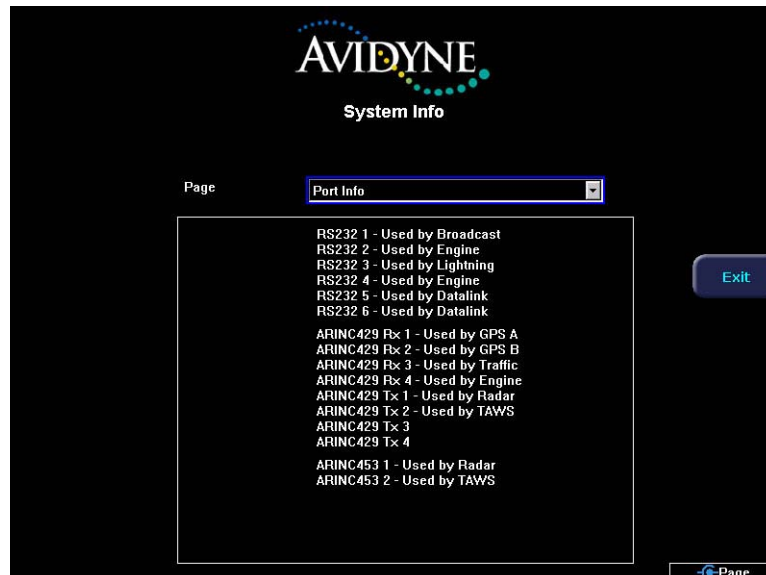 AVIDYNE
System Info
Page
Port Info
RS232 1 - Used by Broadcast
RS232 2 - Used by Engine
RS232 3 - Used by Lightning
RS232 4 - Used by Engine
RS232 5 - Used by Datalink
RS232 6 - Used by Datalink
ARINC429 Rx 1 - Used by GPS A
ARINC429 Rx 2 - Used by GPS B
ARINC429 Rx 3 - Used by Traffic
ARINC429 Rx 4 - Used by Engine
ARINC429 Tx 1 - Used by Radar
ARINC429 Tx 2 - Used by TAWS
ARINC429 Tx 3
ARINC429 Tx 4
ARINC453 1 - Used by Radar
ARINC453 2 - Used by TAWS
Exit
Page